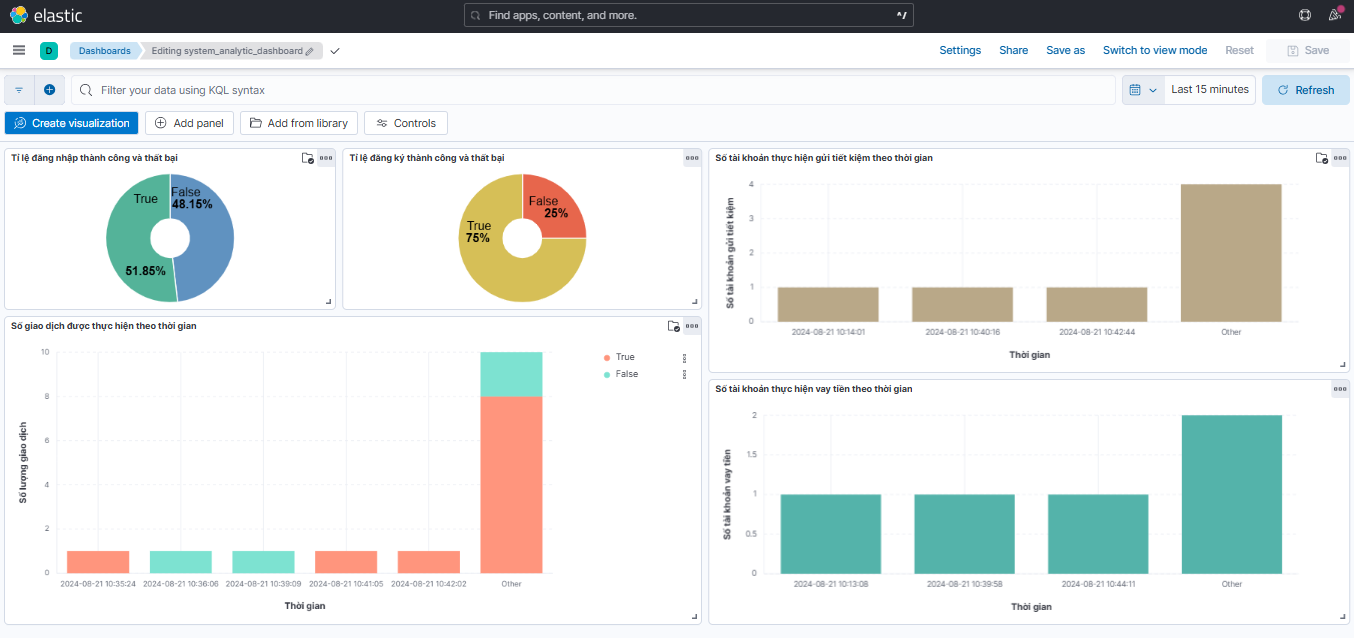 elastic
Find apps, content, and more.
^/
D
Dashboards
Editing system_analytic_dashboard
Settings
Share
Save as
Switch to view mode
Reset
Save
Filter your data using KQL syntax
Last 15 minutes
Refresh
Create visualization
Add panel
Add from library
Controls
Tỉ lệ đăng nhập thành công và thất bại
True
51.85%
False
48.15%
Tỉ lệ đăng ký thành công và thất bại
False
25%
True
75%
Số tài khoản thực hiện gửi tiết kiệm theo thời gian
Số tài khoản gửi tiết kiệm
4
3
2
1
0
2024-08-21 10:14:01
2024-08-21 10:40:16
2024-08-21 10:42:44
Other
Thời gian
Số giao dịch được thực hiện theo thời gian
True
False
Số lượng giao dịch
10
8
6
4
2
0
2024-08-21 10:35:24
2024-08-21 10:36:06
2024-08-21 10:39:09
2024-08-21 10:41:05
2024-08-21 10:42:02
Other
Thời gian
Số tài khoản thực hiện vay tiền theo thời gian
Số tài khoản vay tiền
2
1.5
1
0.5
0
2024-08-21 10:13:08
2024-08-21 10:39:58
2024-08-21 10:44:11
Other
Thời gian